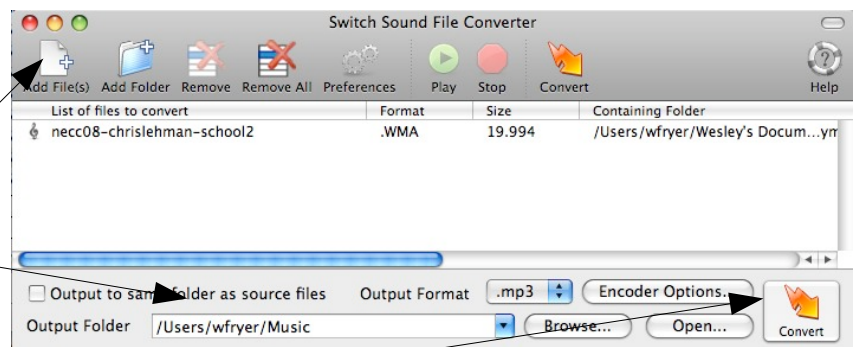 Switch Sound File Converter
Add File(s) Add Folder Remove Remove All Preferences Play Stop Convert Help
List of files to convert Format Size Containing Folder
necc08-chrislehman-school2 .WMA 19.994 /Users/wfryer/Wesley's Docum...ym
Output to same folder as source files Output Format .mp3 Encoder Options...
Output Folder /Users/wfryer/Music Browse... Open... Convert